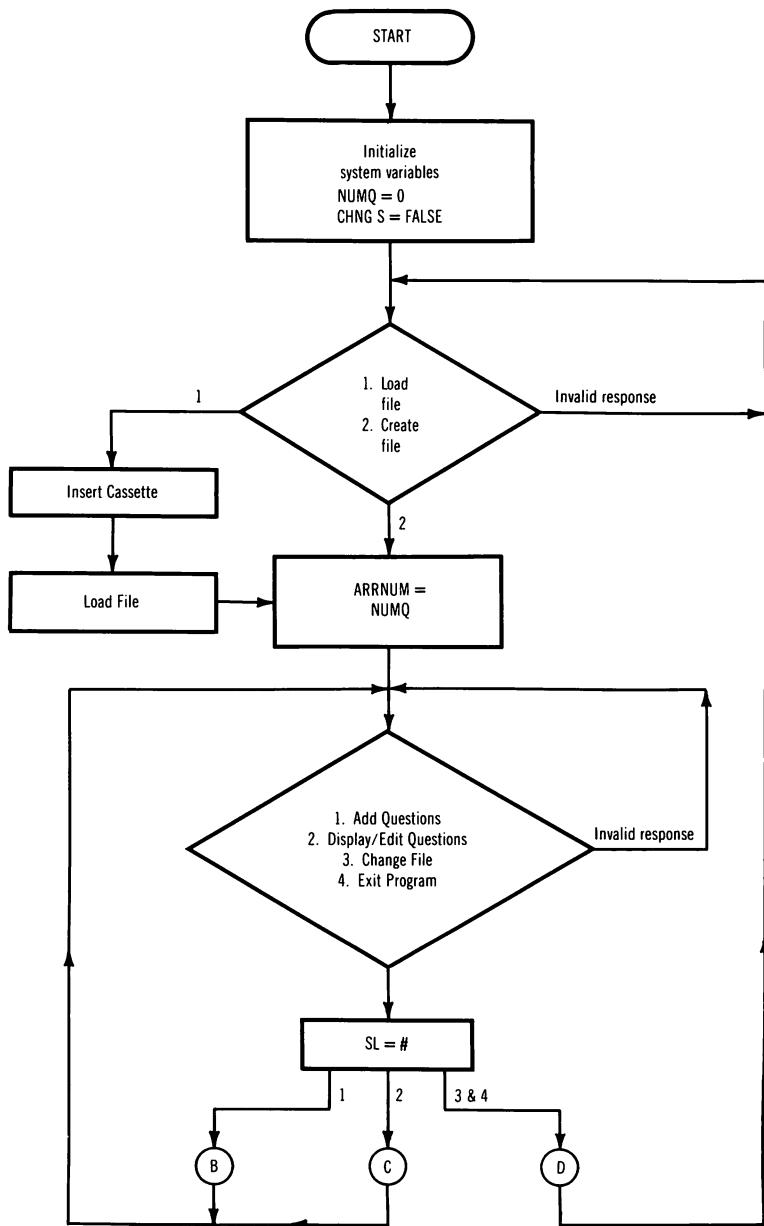 START
Initialize
system variables
NUMQ = 0
CHNG S = FALSE
1. Load
file
2. Create
file
1
Invalid response
2
Insert Cassette
Load File
ARRNUM =
NUMQ
1. Add Questions
2. Display/Edit Questions
3. Change File
4. Exit Program
Invalid response
SL = #
1
2
3 & 4
B
C
D